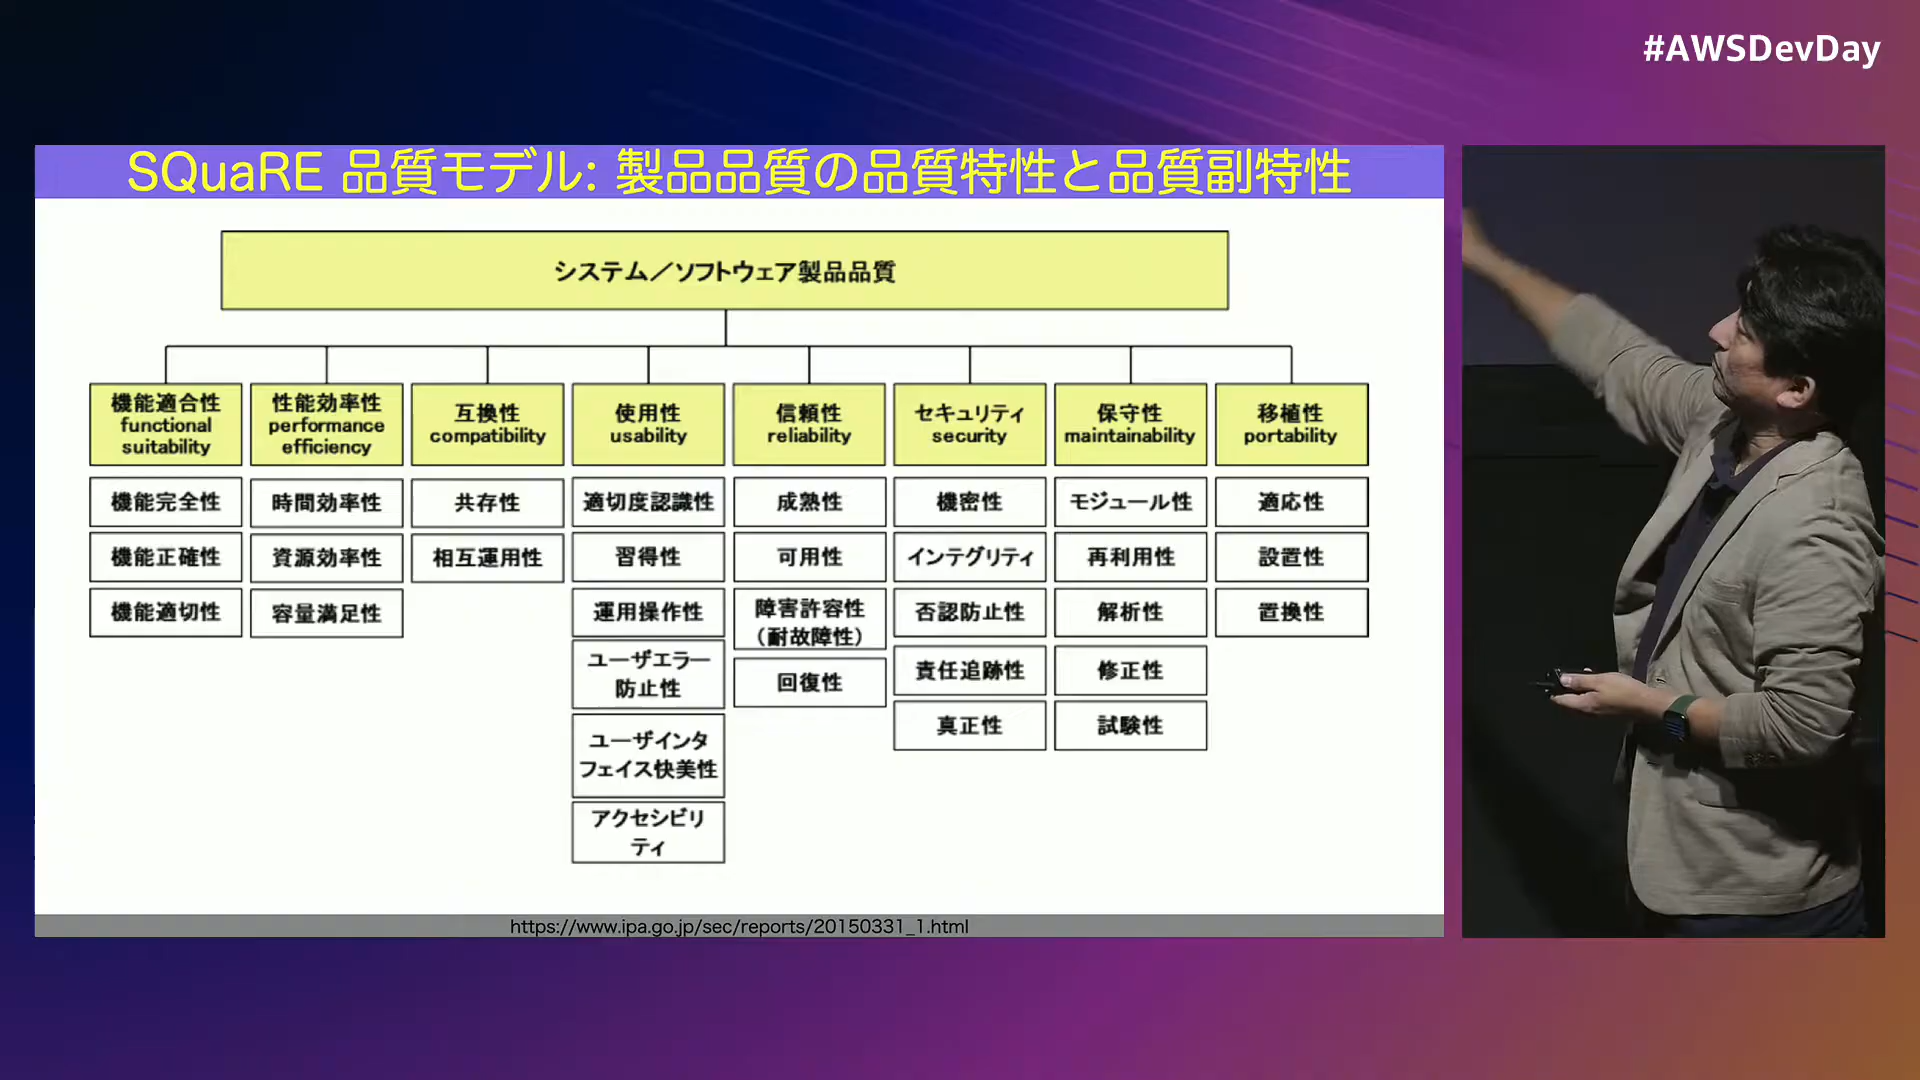 #AWSDevDay
SQuaRE 品質モデル: 製品品質の品質特性と品質副特性
システム／ソフトウェア製品品質
機能適合性
functional
suitability
機能完全性
機能正確性
機能適切性
性能効率性
performance
efficiency
時間効率性
資源効率性
容量満足性
互換性
compatibility
共存性
相互運用性
使用性
usability
適切度認識性
習得性
運用操作性
ユーザエラー
防止性
ユーザインタ
フェイス快美性
アクセシビリ
ティ
信頼性
reliability
成熟性
可用性
障害許容性
（耐故障性）
回復性
セキュリティ
security
機密性
インテグリティ
否認防止性
責任追跡性
真正性
保守性
maintainability
モジュール性
再利用性
解析性
修正性
試験性
移植性
portability
適応性
設置性
置換性
https://www.ipa.go.jp/sec/reports/20150331_1.html